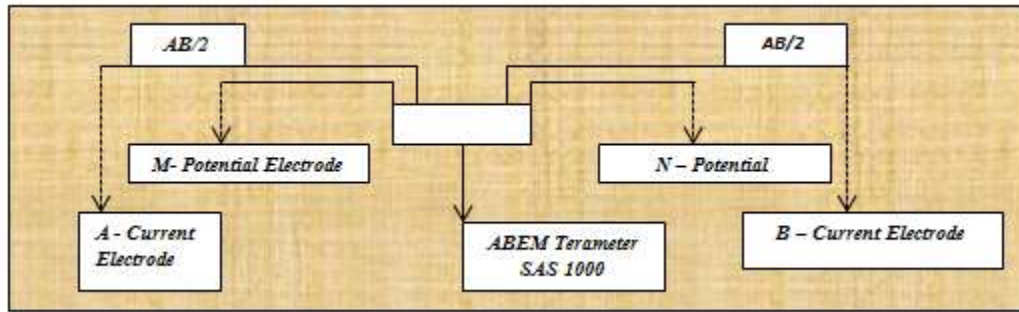 AB/2
AB/2
M- Potential Electrode
N – Potential
A - Current
Electrode
ABEM Terameter
SAS 1000
B – Current Electrode